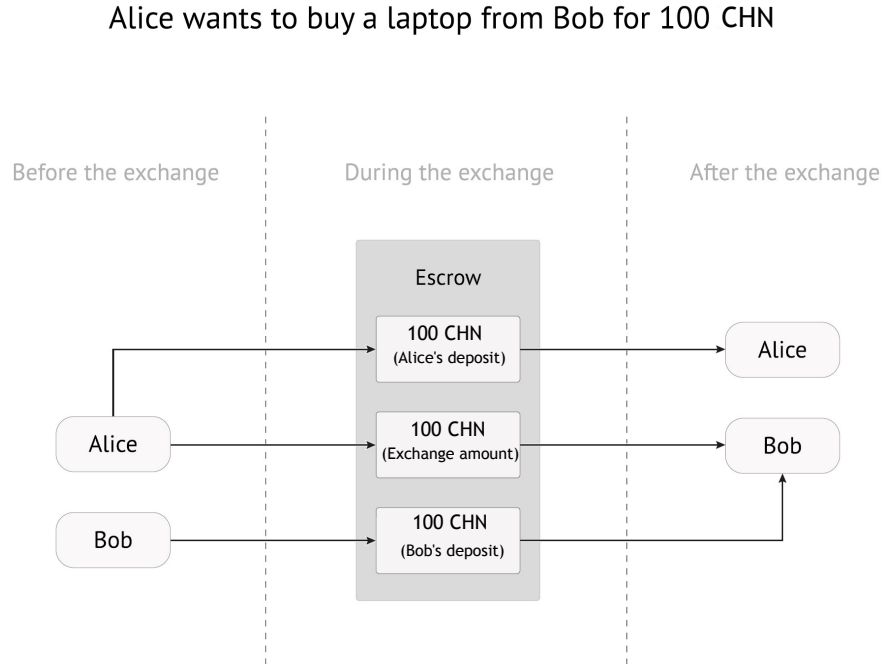 Alice wants to buy a laptop from Bob for 100 CHN
Before the exchange
During the exchange
After the exchange
Escrow
100 CHN
(Alice's deposit)
Alice
Alice
100 CHN
(Exchange amount)
Bob
Bob
100 CHN
(Bob's deposit)